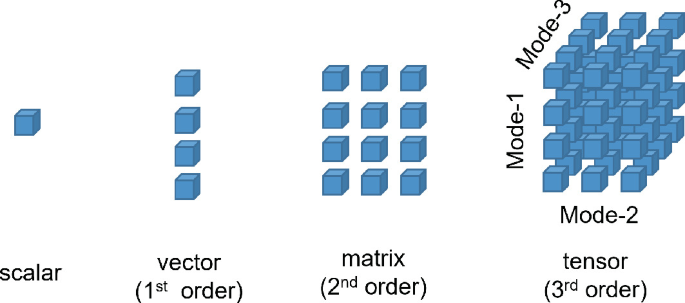 Mode-3
Mode-1
Mode-2
scalar
vector
(1st order)
matrix
(2nd order)
tensor
(3rd order)